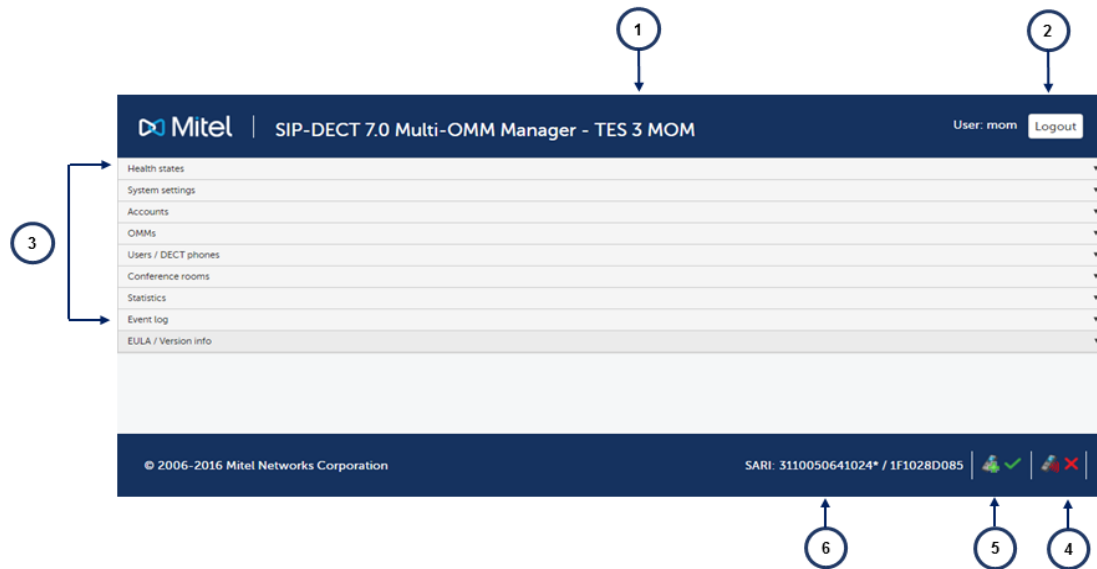 1
2
Mitel
SIP-DECT 7.0 Multi-OMM Manager - TES 3 MOM
User: mom
Logout
3
Health states
System settings
Accounts
OMMs
Users / DECT phones
Conference rooms
Statistics
Event log
EULA / Version info
© 2006-2016 Mitel Networks Corporation
SARI: 3110050641024* / 1F1028D085
6
5
4